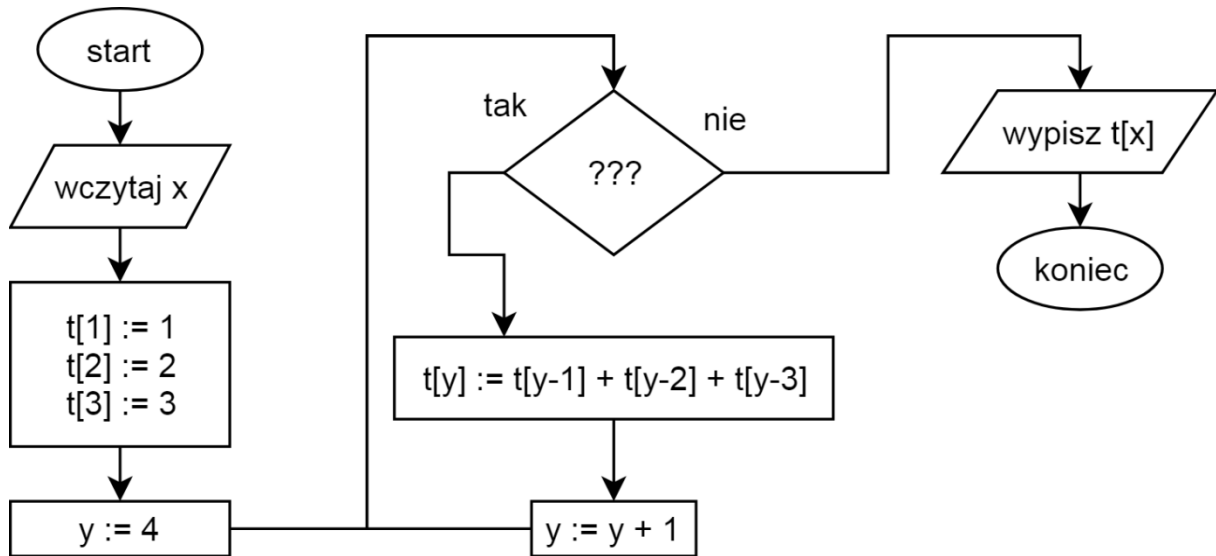 start
wczytaj x
t[1] := 1
t[2] := 2
t[3] := 3
y := 4
tak
nie
???
t[y] := t[y-1] + t[y-2] + t[y-3]
y := y + 1
wypisz t[x]
koniec